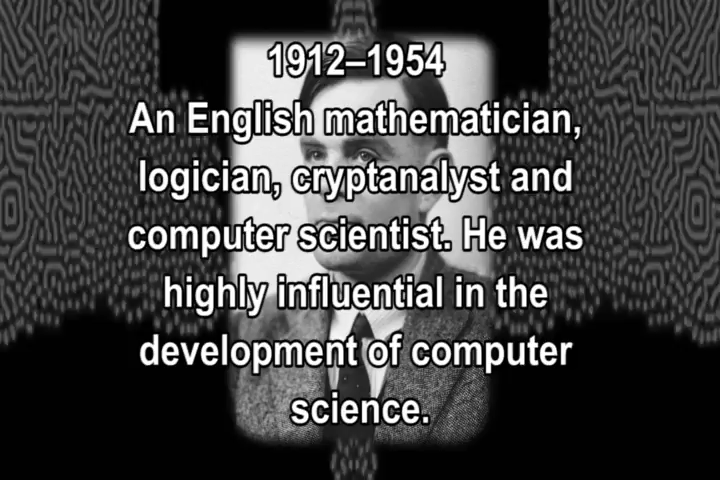 1912–1954
An English mathematician,
logician, cryptanalyst and
computer scientist. He was
highly influential in the
development of computer
science.